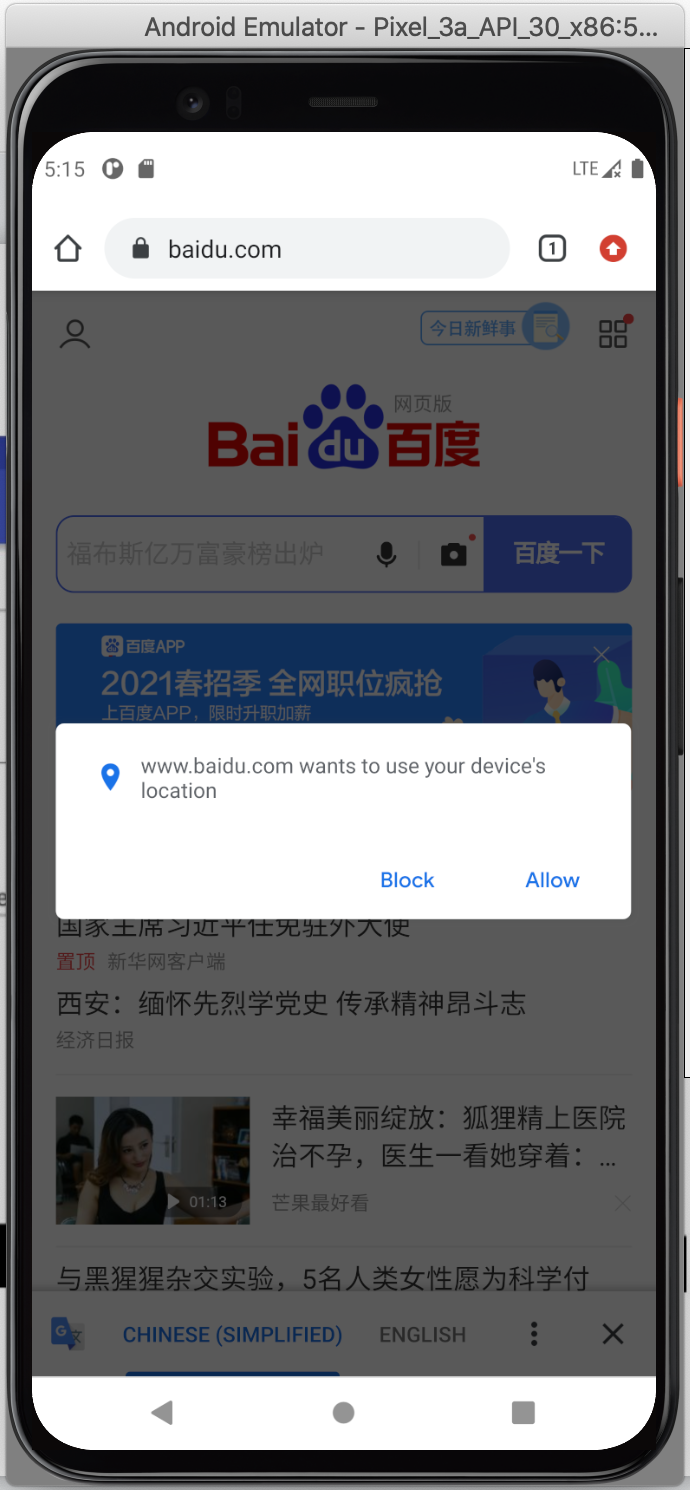 Android Emulator - Pixel_3a_API_30_x86:5...
5:15
LTE
baidu.com
1
今日新鲜事
网页版
Bai du 百度
福布斯亿万富豪榜出炉
百度一下
百度APP
2021春招季 全网职位疯抢
上百度APP，限时升职加薪
www.baidu.com wants to use your device's
location
Block
Allow
国家主席习近平任免驻外大使
置顶 新华网客户端
西安：缅怀先烈学党史 传承精神昂斗志
经济日报
幸福美丽绽放：狐狸精上医院
治不孕，医生一看她穿着：...
01:13
芒果最好看
与黑猩猩杂交实验，5名人类女性愿为科学付
G 文
CHINESE (SIMPLIFIED)
ENGLISH